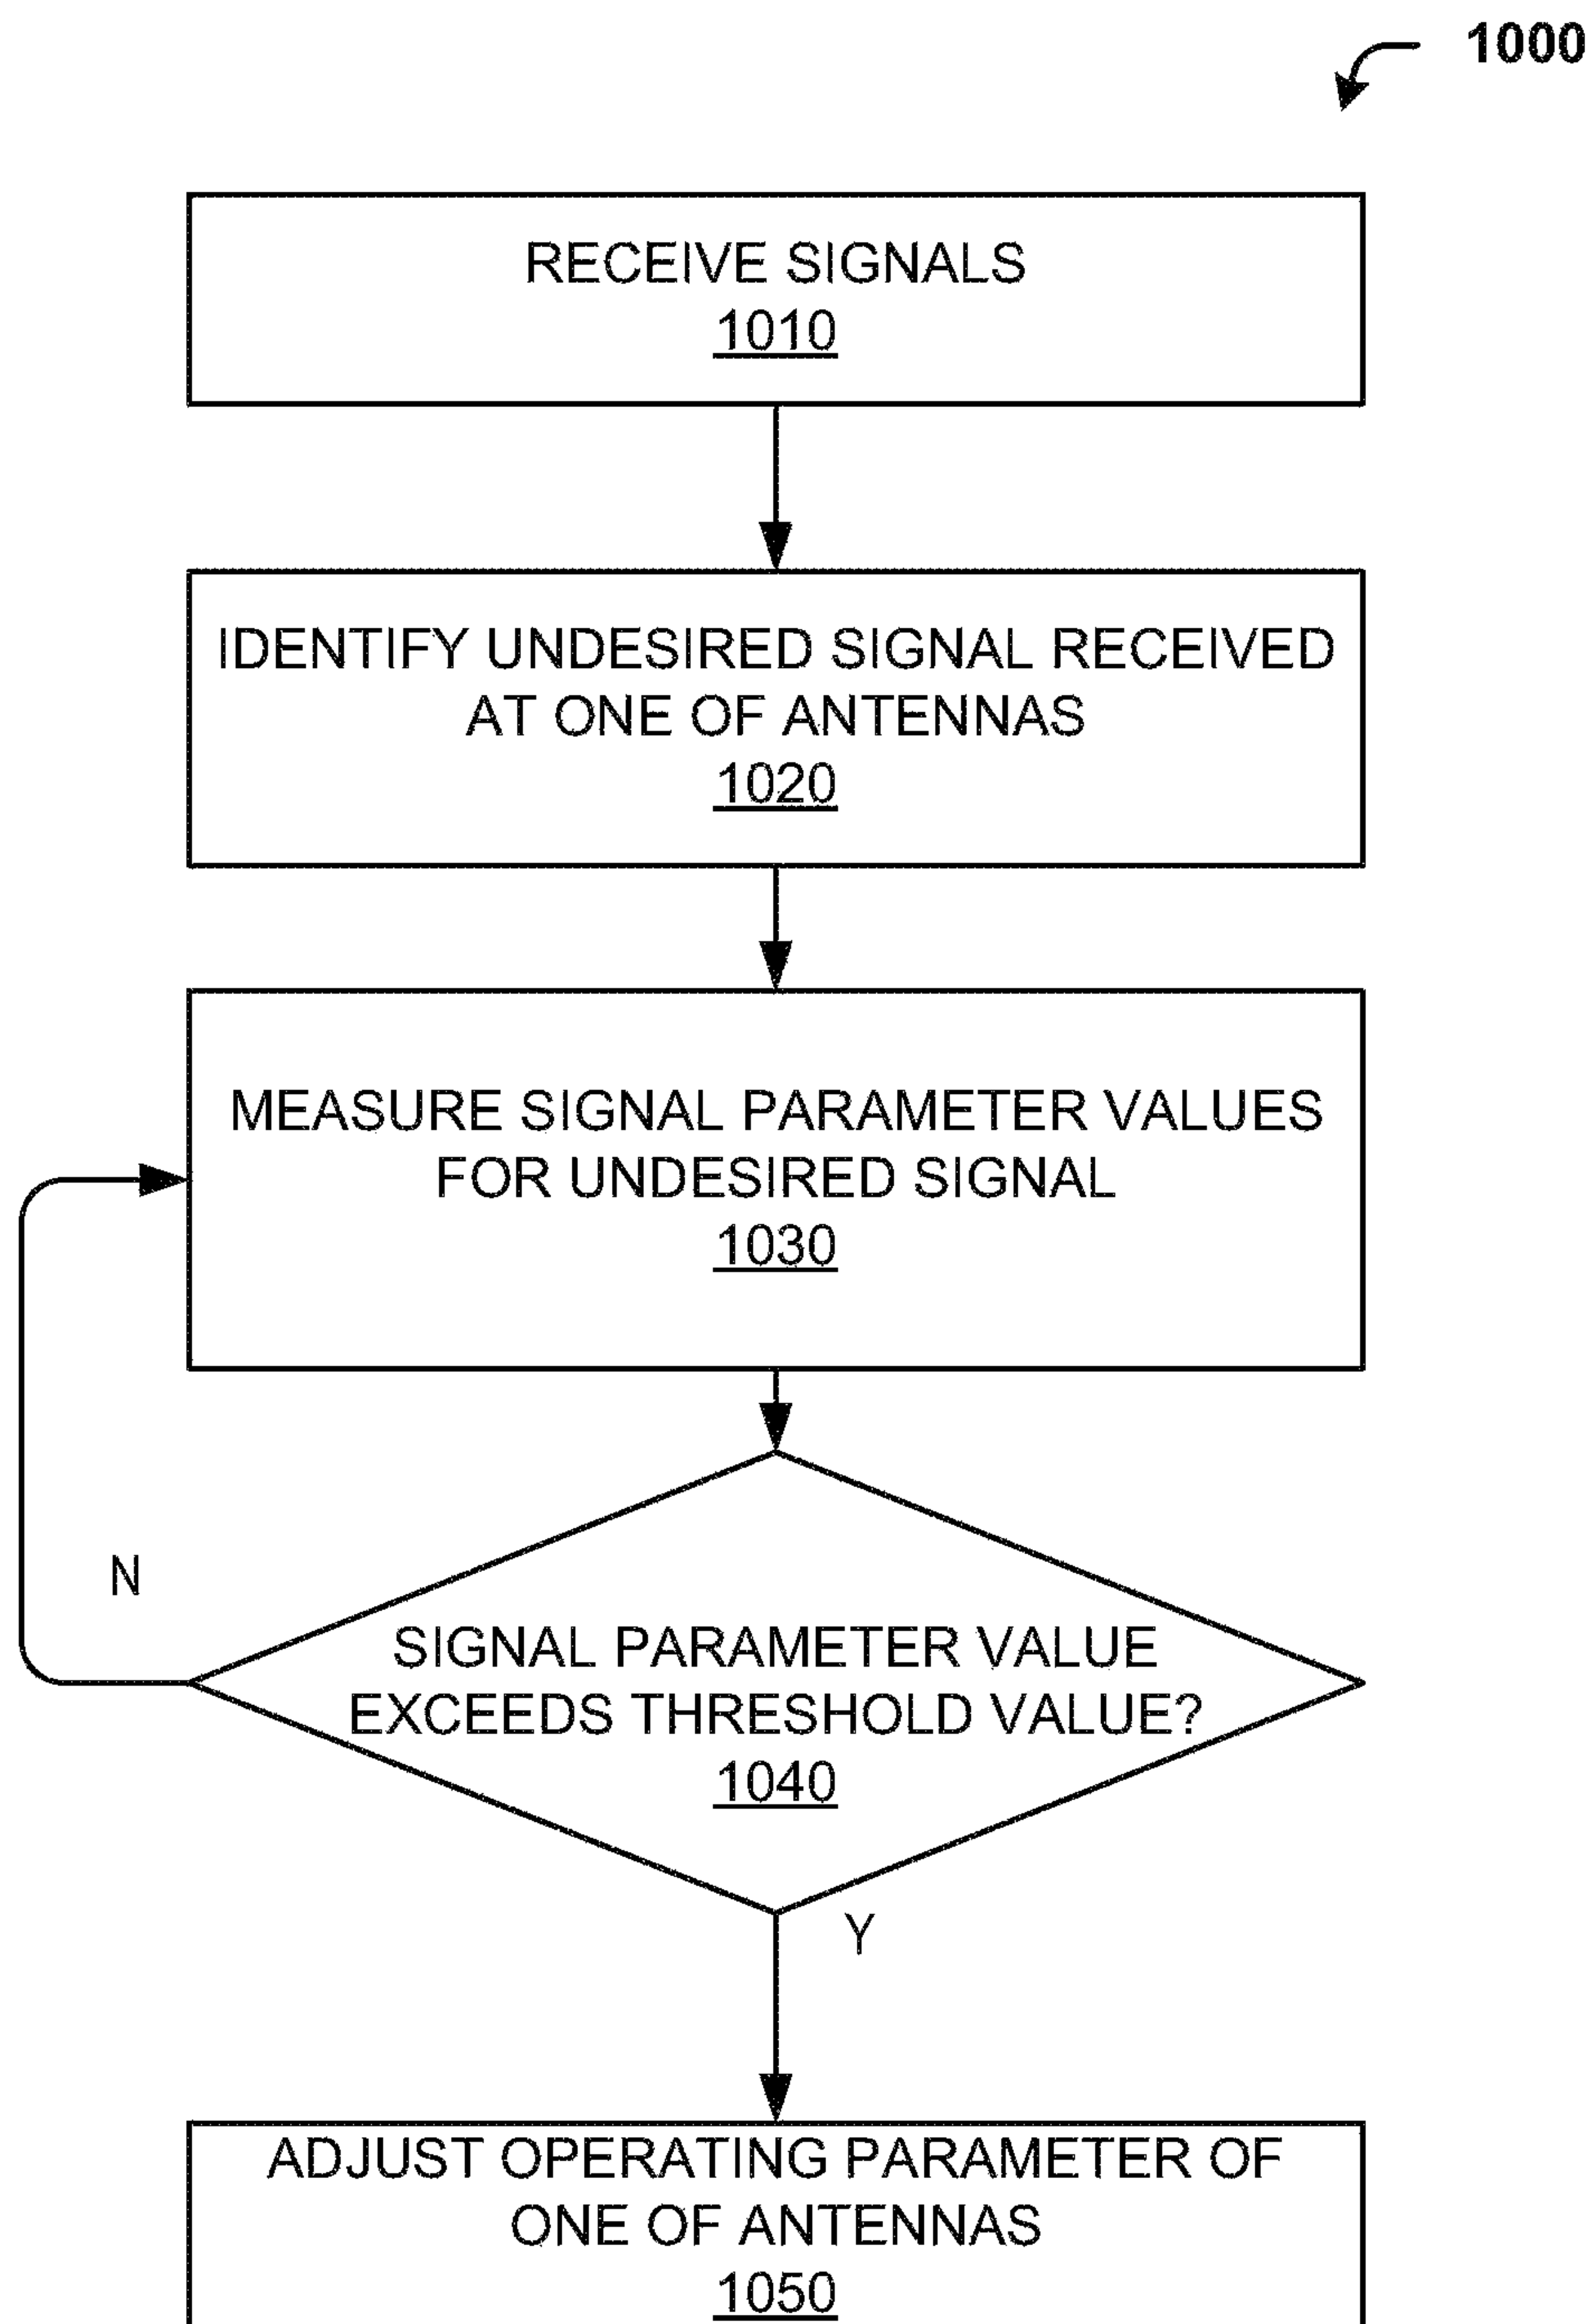 1000
RECEIVE SIGNALS
1010
IDENTIFY UNDESIRED SIGNAL RECEIVED
AT ONE OF ANTENNAS
1020
MEASURE SIGNAL PARAMETER VALUES
FOR UNDESIRED SIGNAL
1030
N
SIGNAL PARAMETER VALUE
EXCEEDS THRESHOLD VALUE?
1040
Y
ADJUST OPERATING PARAMETER OF
ONE OF ANTENNAS
1050